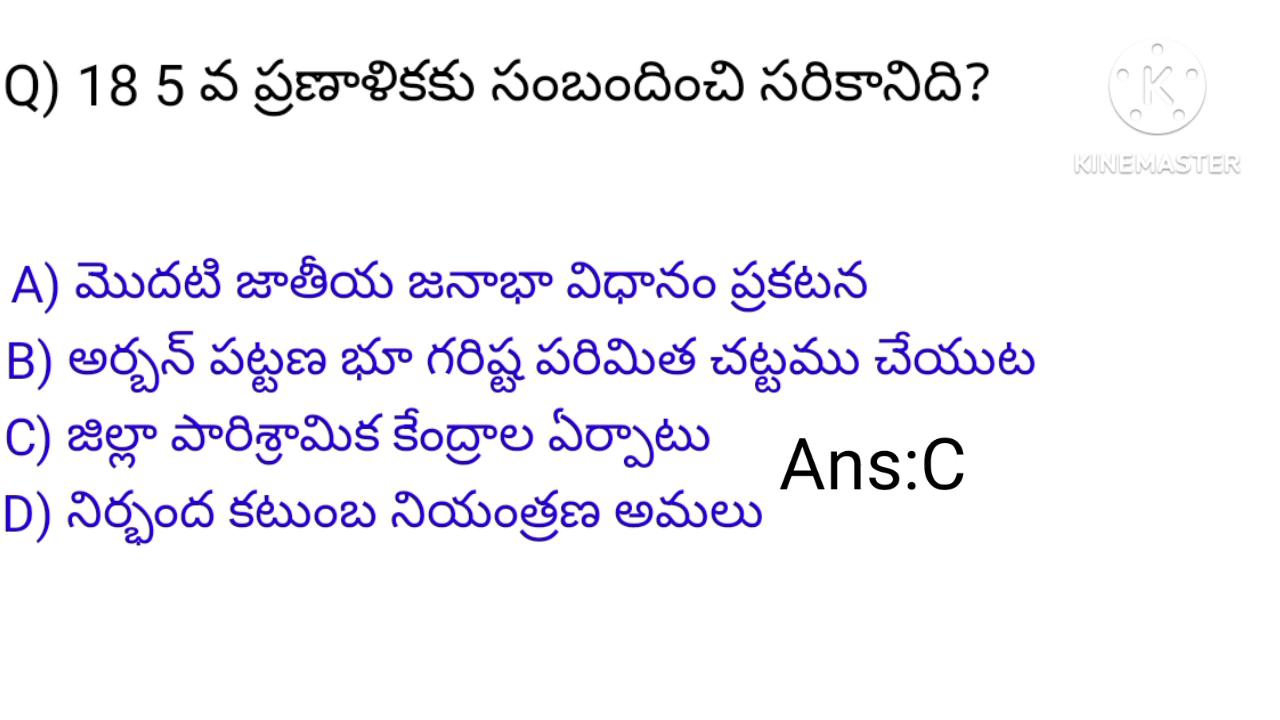 Q) 18 5 వ ప్రణాళికకు సంబందించి సరికానిది?
KINEMASTER
A) మొదటి జాతీయ జనాభా విధానం ప్రకటన
B) అర్బన్ పట్టణ భూ గరిష్ట పరిమిత చట్టము చేయుట
C) జిల్లా పారిశ్రామిక కేంద్రాల ఏర్పాటు
Ans:C
D) నిర్భంద కటుంబ నియంత్రణ అమలు